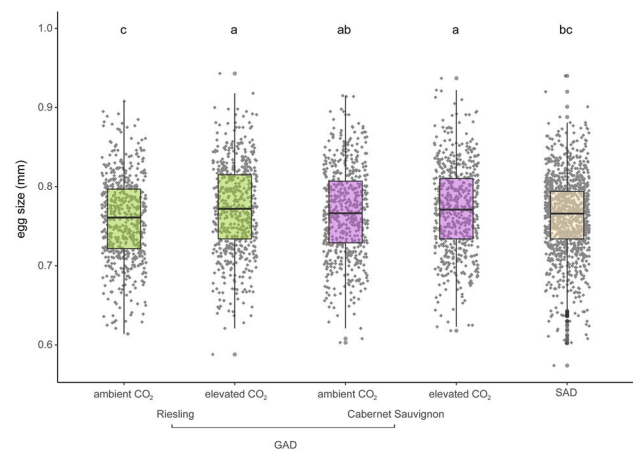 c a ab a bc
1.0
0.9
0.8
0.7
0.6
egg size (mm)
ambient CO₂ elevated CO₂ ambient CO₂ elevated CO₂ SAD
Riesling Cabernet Sauvignon
GAD